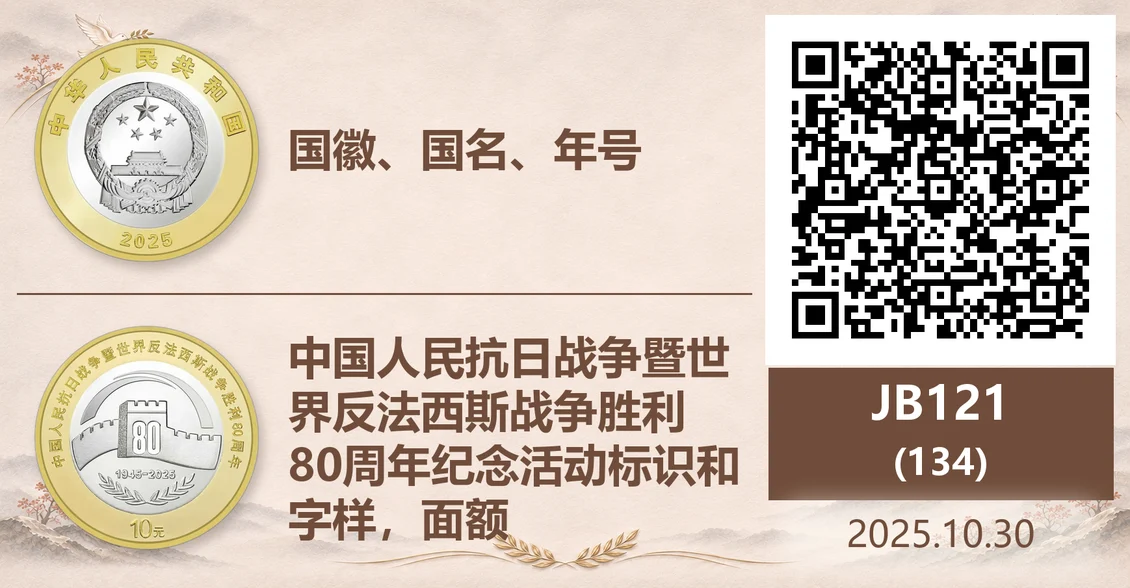 中华人民共和国
2025
国徽、国名、年号
中国人民抗日战争暨世界反法西斯战争胜利80周年
80
1945-2025
10元
中国人民抗日战争暨世
界反法西斯战争胜利
80周年纪念活动标识和
字样，面额
JB121
(134)
2025.10.30